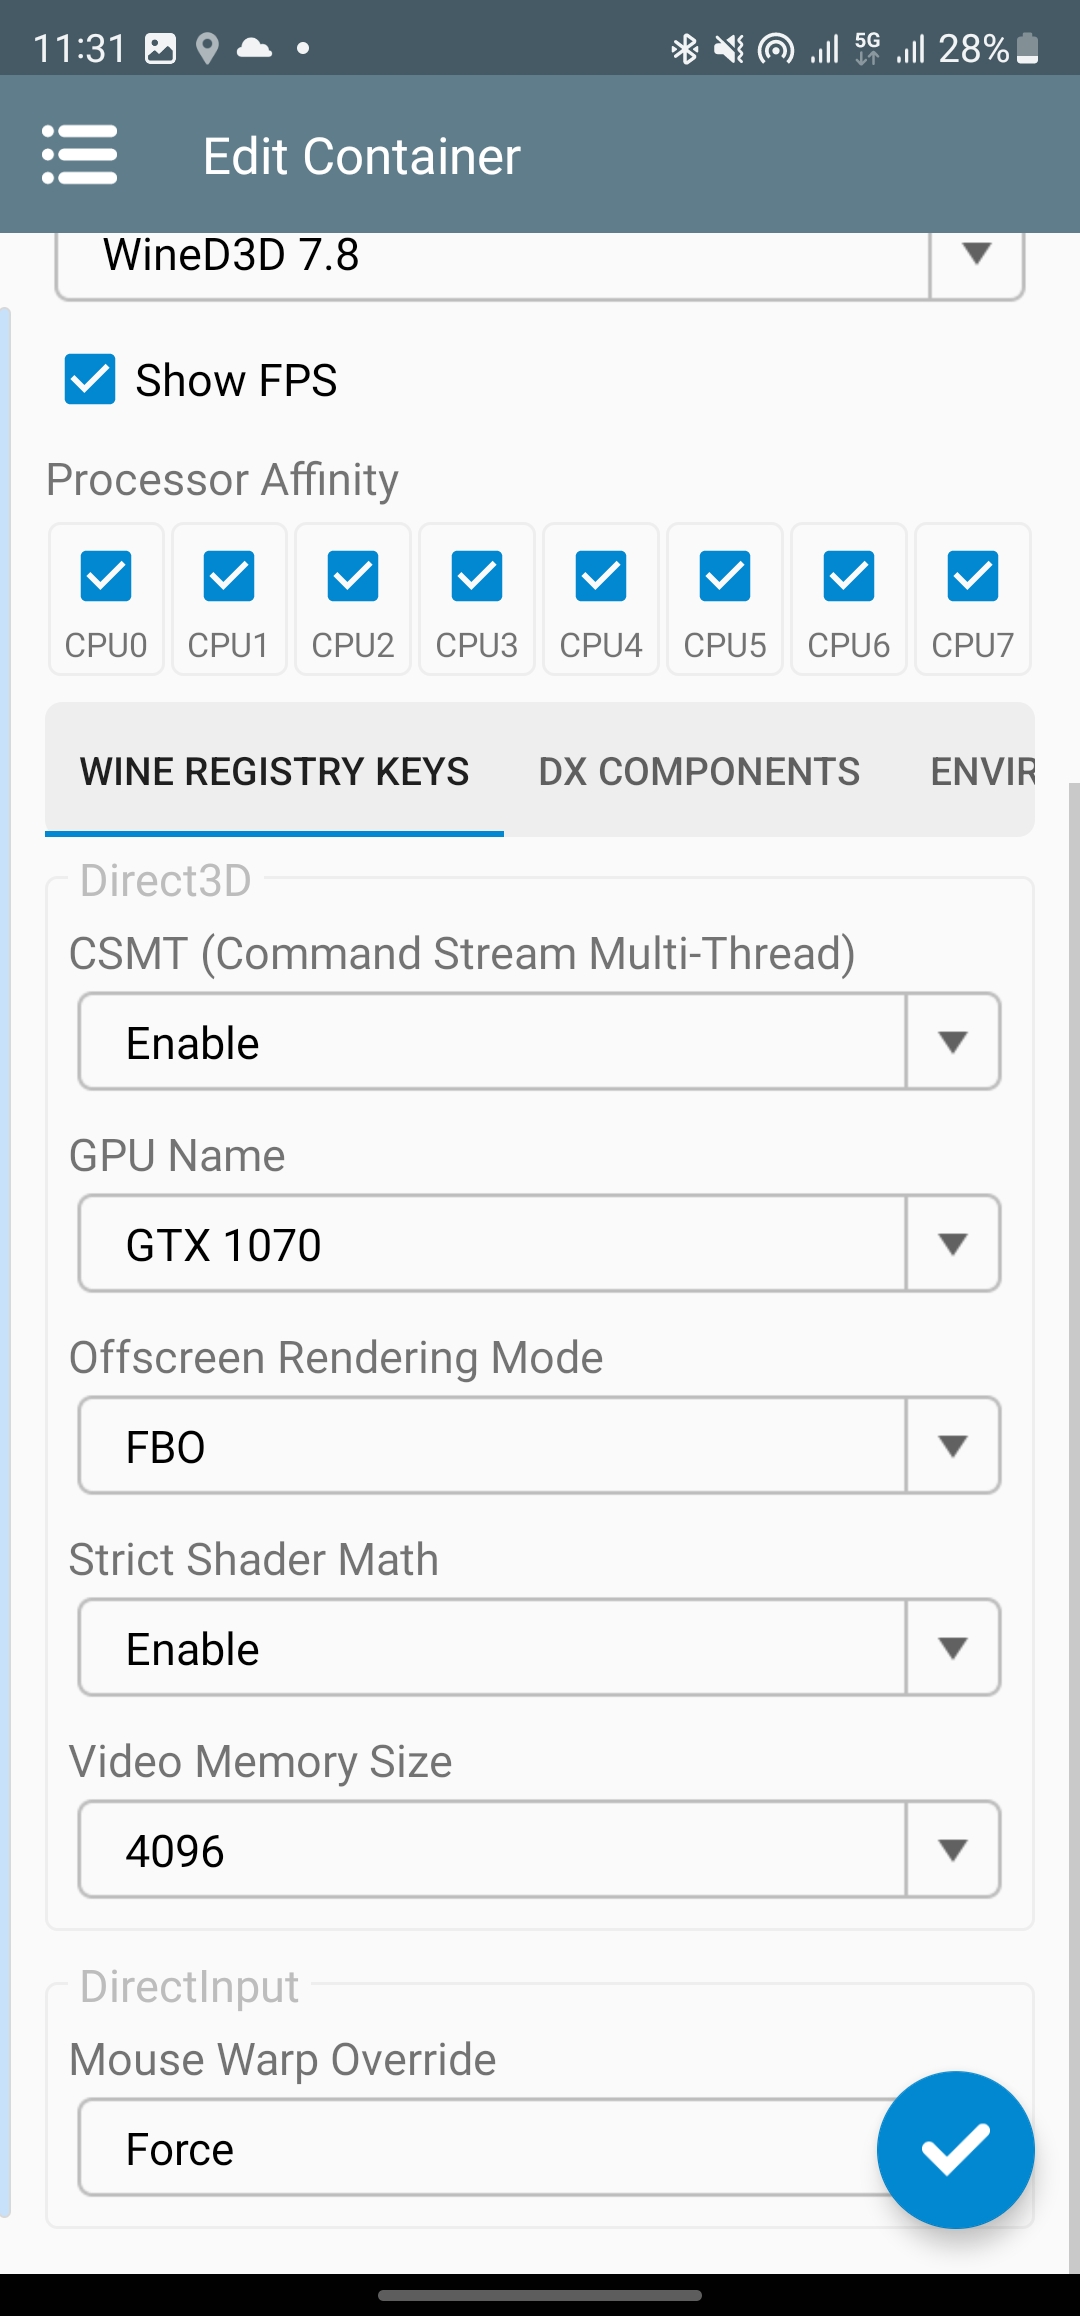 11:31 5G 28%
Edit Container
WineD3D 7.8
Show FPS
Processor Affinity
CPU0 CPU1 CPU2 CPU3 CPU4 CPU5 CPU6 CPU7
WINE REGISTRY KEYS DX COMPONENTS ENVIR
Direct3D
CSMT (Command Stream Multi-Thread)
Enable
GPU Name
GTX 1070
Offscreen Rendering Mode
FBO
Strict Shader Math
Enable
Video Memory Size
4096
DirectInput
Mouse Warp Override
Force